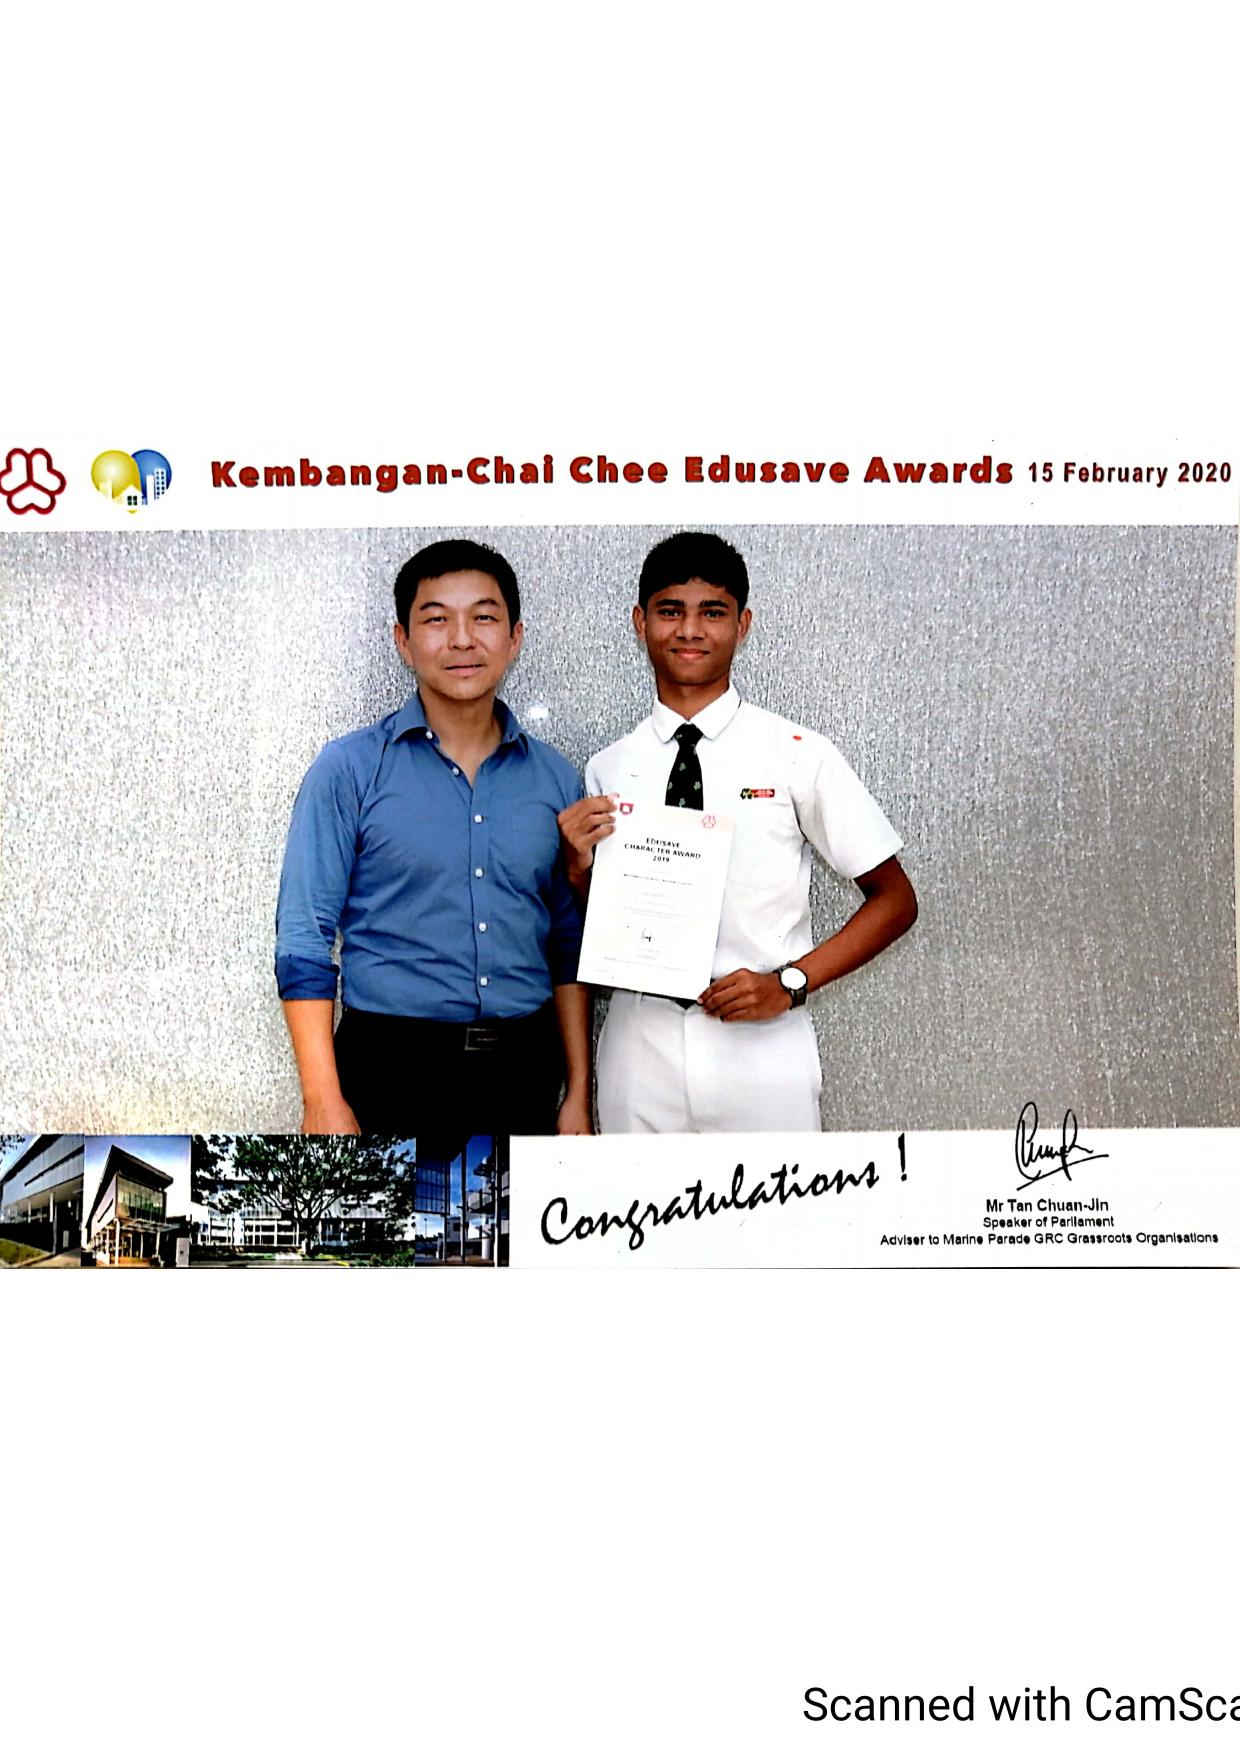 Kembangan-Chai Chee Edusave Awards 15 February 2020
EDUSAVE
CHARACTER AWARD
2019
Congratulations !
Mr Tan Chuan-Jin
Speaker of Parliament
Adviser to Marine Parade GRC Grassroots Organisations
Scanned with CamSca